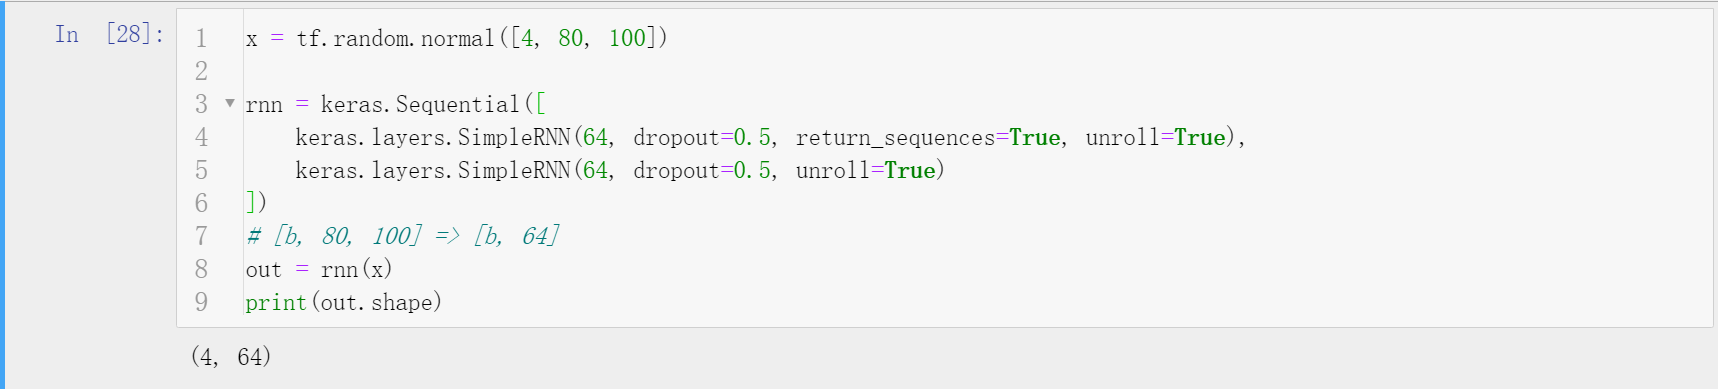 In [28]:
1 x = tf.random.normal([4, 80, 100])
2
3 rnn = keras.Sequential([
4     keras.layers.SimpleRNN(64, dropout=0.5, return_sequences=True, unroll=True),
5     keras.layers.SimpleRNN(64, dropout=0.5, unroll=True)
6 ])
7 # [b, 80, 100] => [b, 64]
8 out = rnn(x)
9 print(out.shape)
(4, 64)